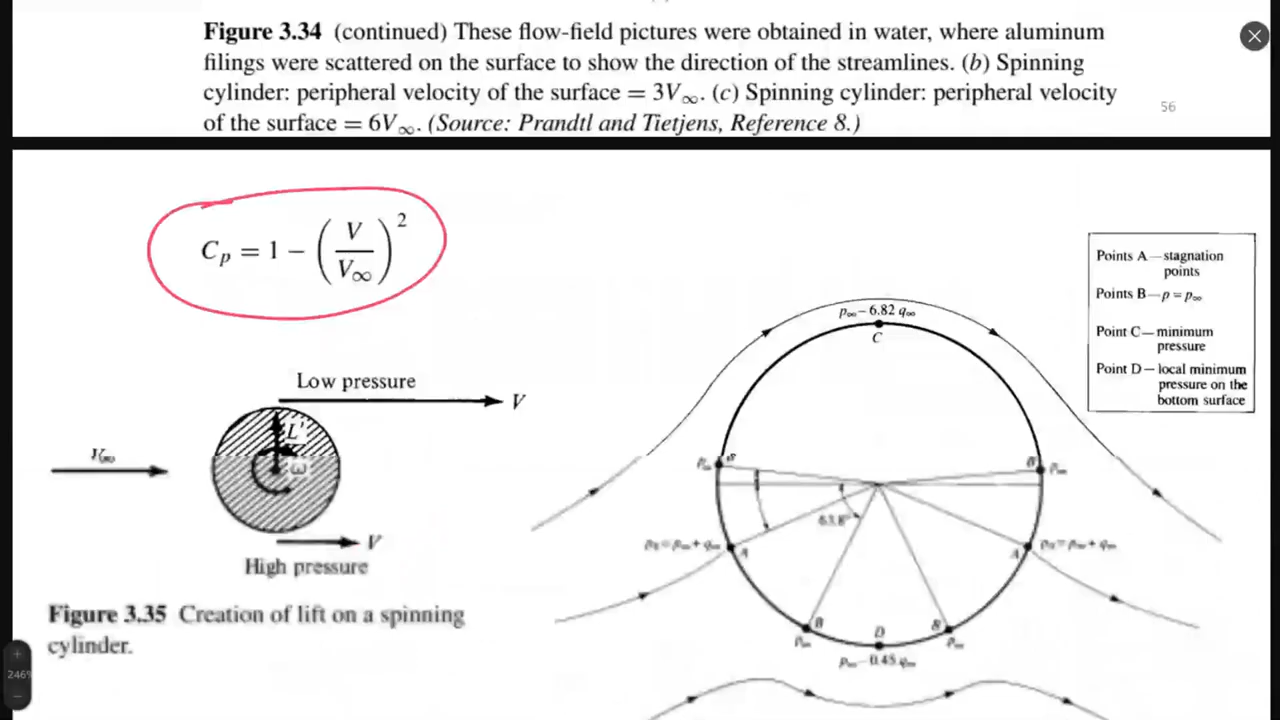 Figure 3.34 (continued) These flow-field pictures were obtained in water, where aluminum
filings were scattered on the surface to show the direction of the streamlines. (b) Spinning
cylinder: peripheral velocity of the surface = 3V∞. (c) Spinning cylinder: peripheral velocity
of the surface = 6V∞. (Source: Prandtl and Tietjens, Reference 8.)
56
C_p = 1 − (V/V∞)²
Low pressure
V
V∞
L'
ω
V
High pressure
Figure 3.35 Creation of lift on a spinning
cylinder.
Points A—stagnation
points
Points B—p = p∞
Point C—minimum
pressure
Point D—local minimum
pressure on the
bottom surface
p∞ − 6.82 q∞
C
p∞
B
p∞
A
A
B
D
B
p∞
p∞
p∞ − 0.45 q∞
246%